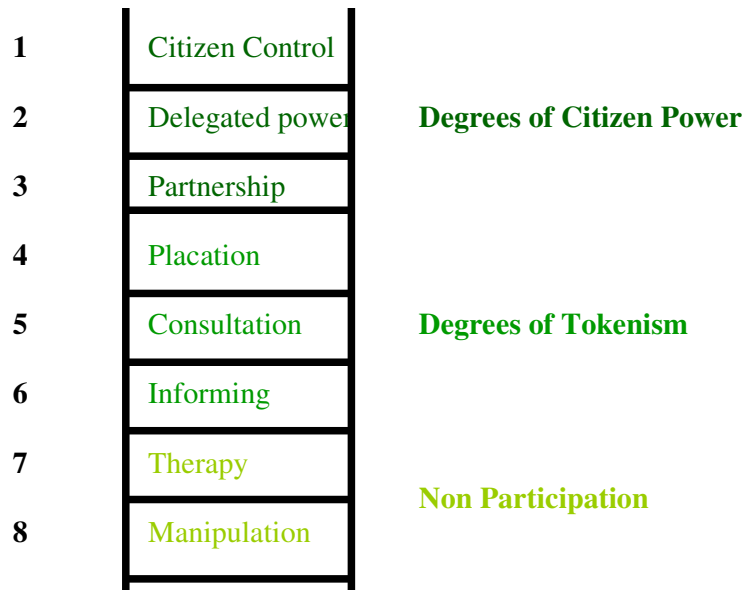 1 Citizen Control
2 Delegated power Degrees of Citizen Power
3 Partnership
4 Placation
5 Consultation Degrees of Tokenism
6 Informing
7 Therapy
Non Participation
8 Manipulation